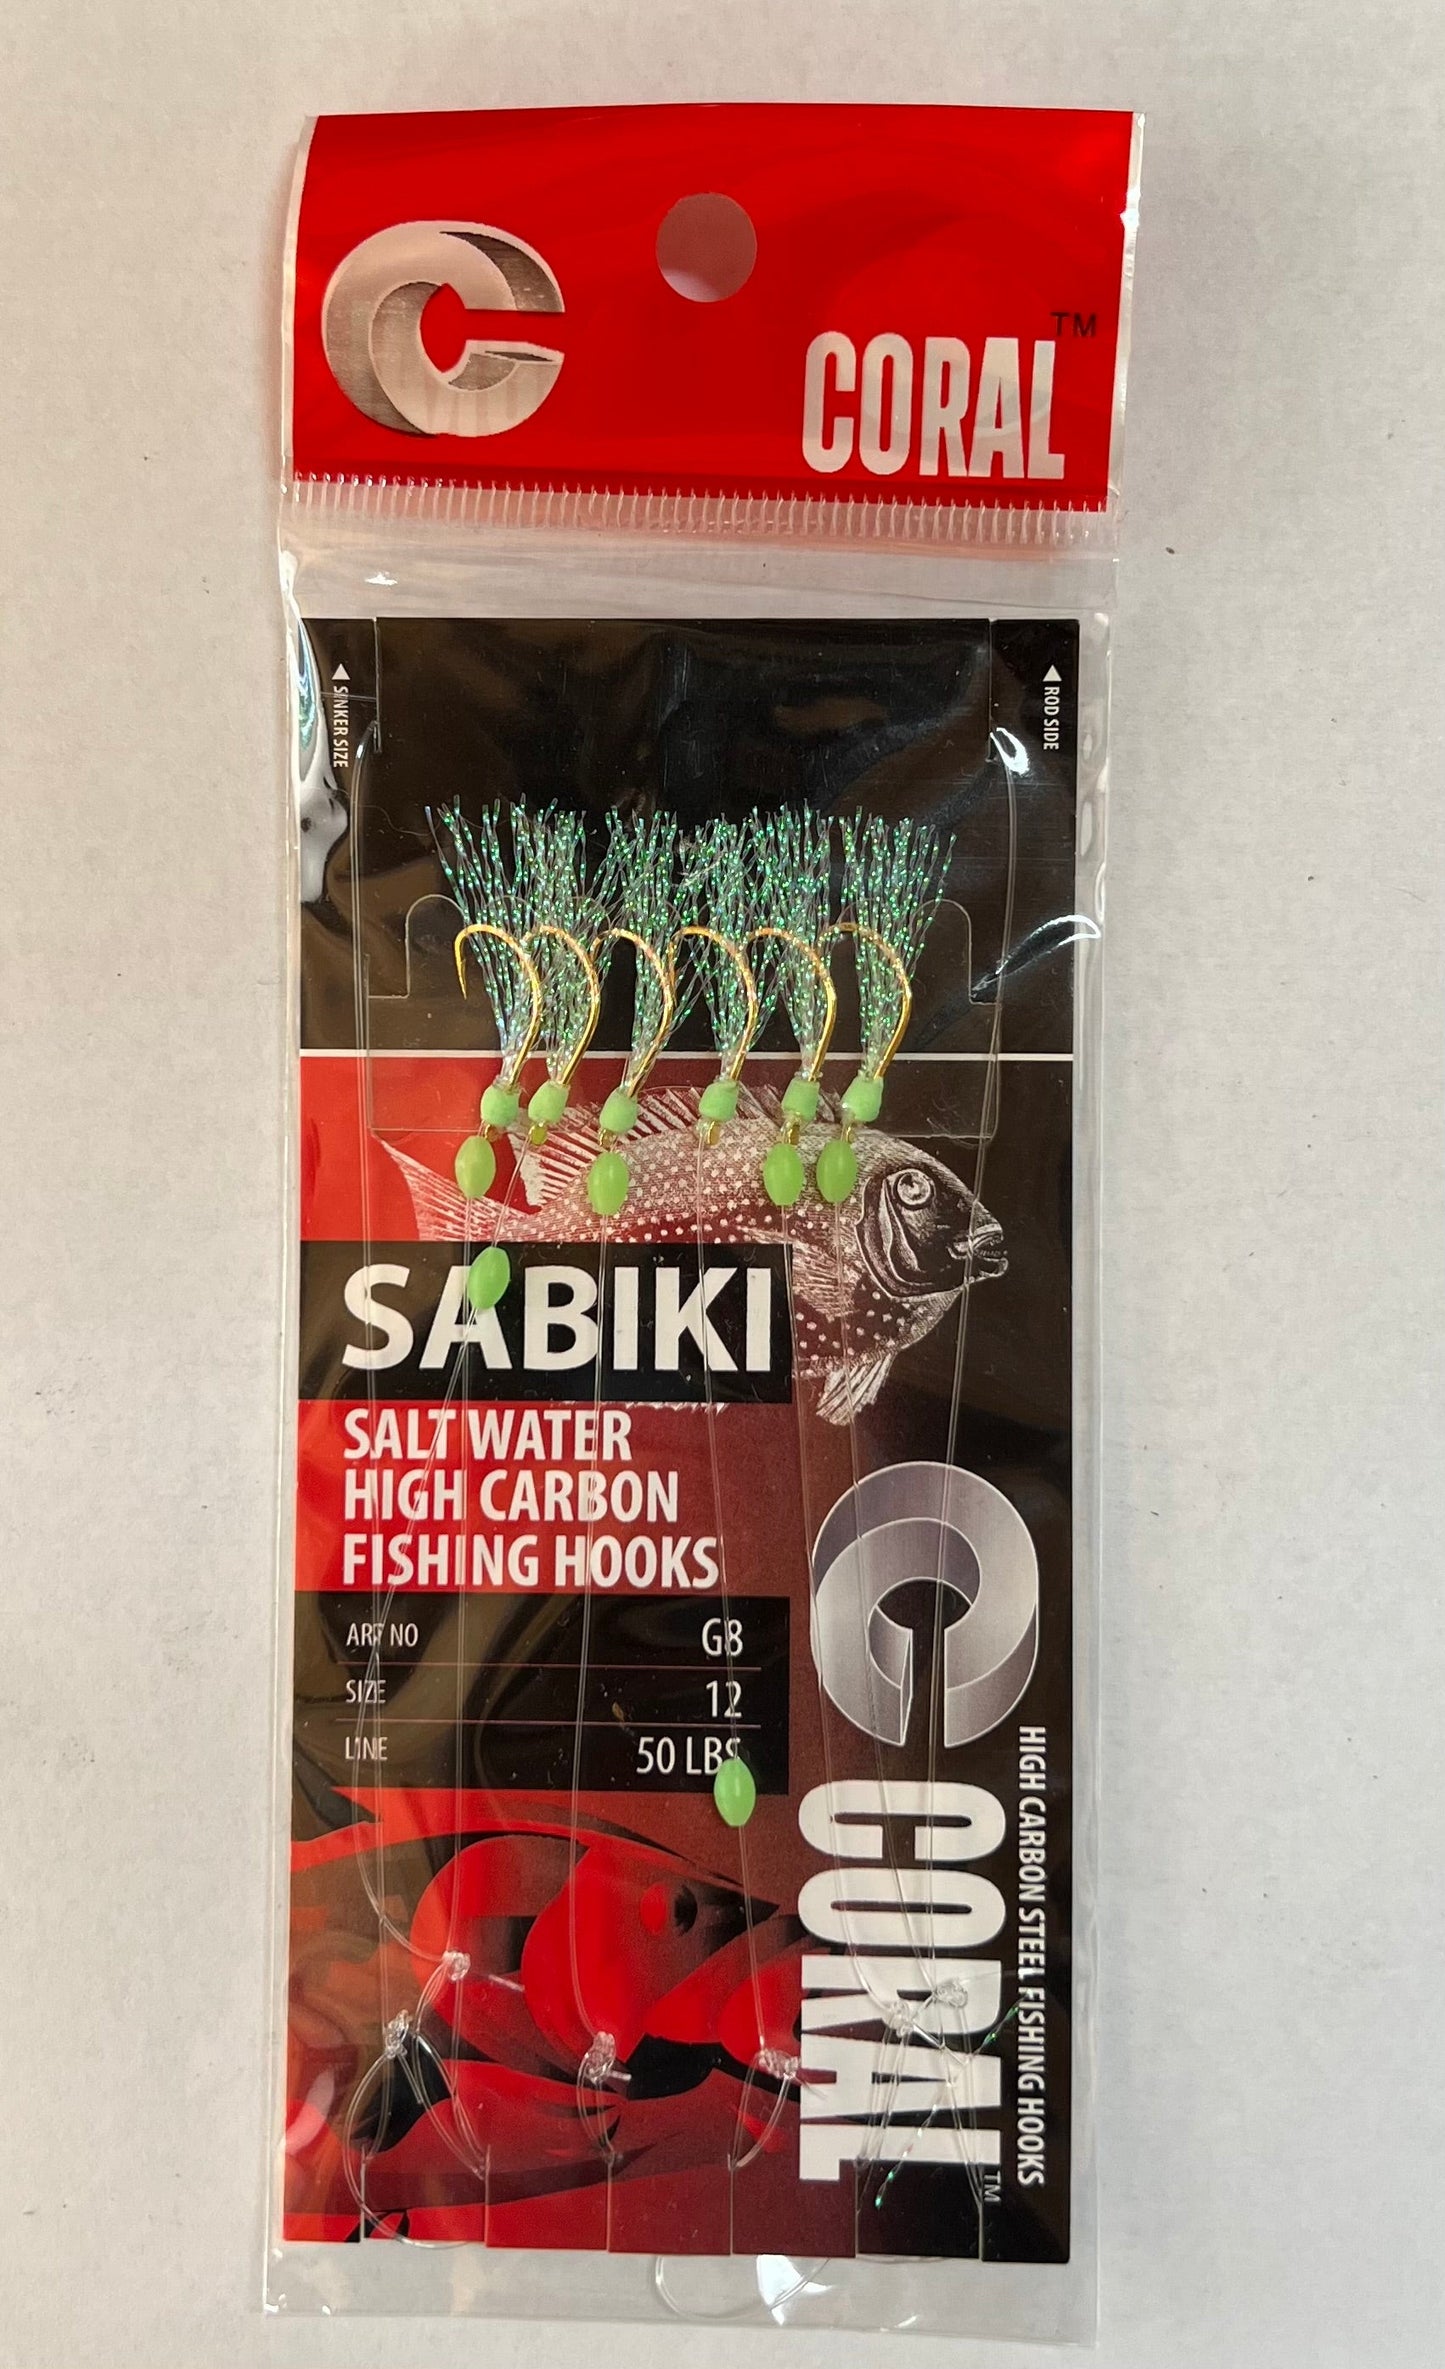 CORAL™
SINKER SIZE
ROD SIDE
SABIKI
SALT WATER
HIGH CARBON
FISHING HOOKS
ART NO G8
SIZE 12
LINE 50 LBS
CORAL™
HIGH CARBON STEEL FISHING HOOKS